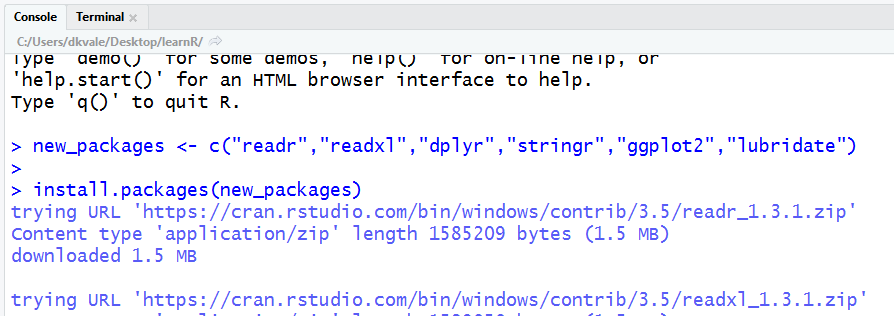 Console Terminal
C:/Users/dkvale/Desktop/learnR/
Type 'demo()' for some demos, 'help()' for on-line help, or
'help.start()' for an HTML browser interface to help.
Type 'q()' to quit R.
> new_packages <- c("readr","readxl","dplyr","stringr","ggplot2","lubridate")
>
> install.packages(new_packages)
trying URL 'https://cran.rstudio.com/bin/windows/contrib/3.5/readr_1.3.1.zip'
Content type 'application/zip' length 1585209 bytes (1.5 MB)
downloaded 1.5 MB
trying URL 'https://cran.rstudio.com/bin/windows/contrib/3.5/readxl_1.3.1.zip'